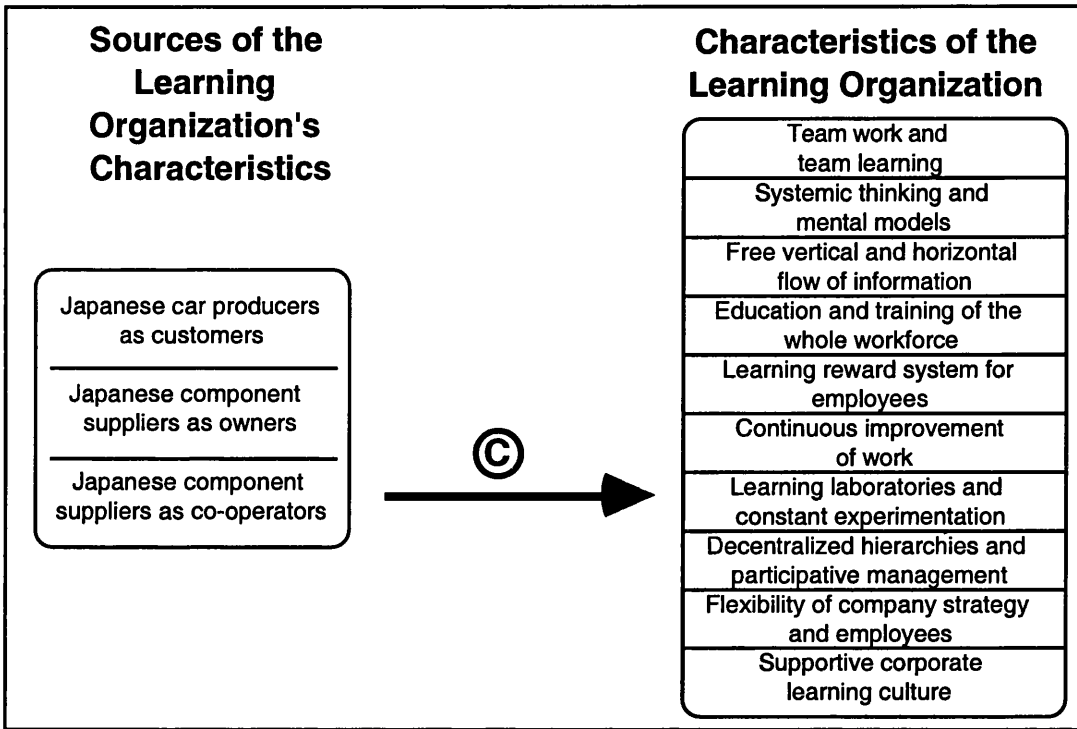 Sources of the
Learning
Organization's
Characteristics
Japanese car producers
as customers
Japanese component
suppliers as owners
Japanese component
suppliers as co-operators
©
Characteristics of the
Learning Organization
Team work and
team learning
Systemic thinking and
mental models
Free vertical and horizontal
flow of information
Education and training of the
whole workforce
Learning reward system for
employees
Continuous improvement
of work
Learning laboratories and
constant experimentation
Decentralized hierarchies and
participative management
Flexibility of company strategy
and employees
Supportive corporate
learning culture